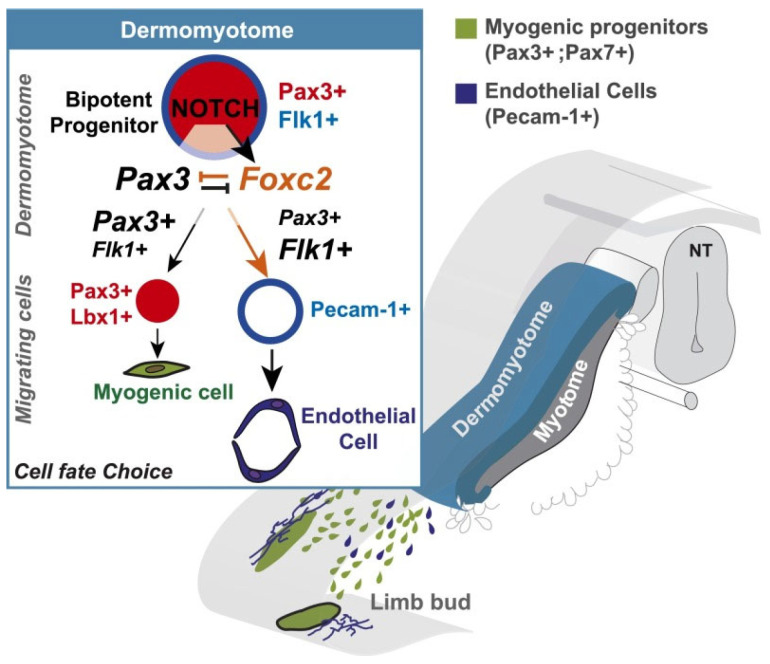 Dermomyotome
Dermomyotome
Migrating cells
Bipotent
Progenitor
NOTCH
Pax3+
Flk1+
Pax3
Foxc2
Pax3+
Flk1+
Pax3+
Flk1+
Pax3+
Lbx1+
Pecam-1+
Myogenic cell
Endothelial
Cell
Cell fate Choice
Myogenic progenitors
(Pax3+ ;Pax7+)
Endothelial Cells
(Pecam-1+)
NT
Dermomyotome
Myotome
Limb bud